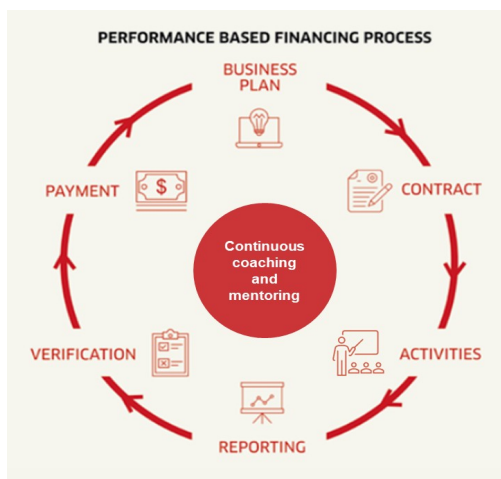 PERFORMANCE BASED FINANCING PROCESS
BUSINESS
PLAN
CONTRACT
ACTIVITIES
REPORTING
VERIFICATION
PAYMENT
$
Continuous
coaching
and
mentoring